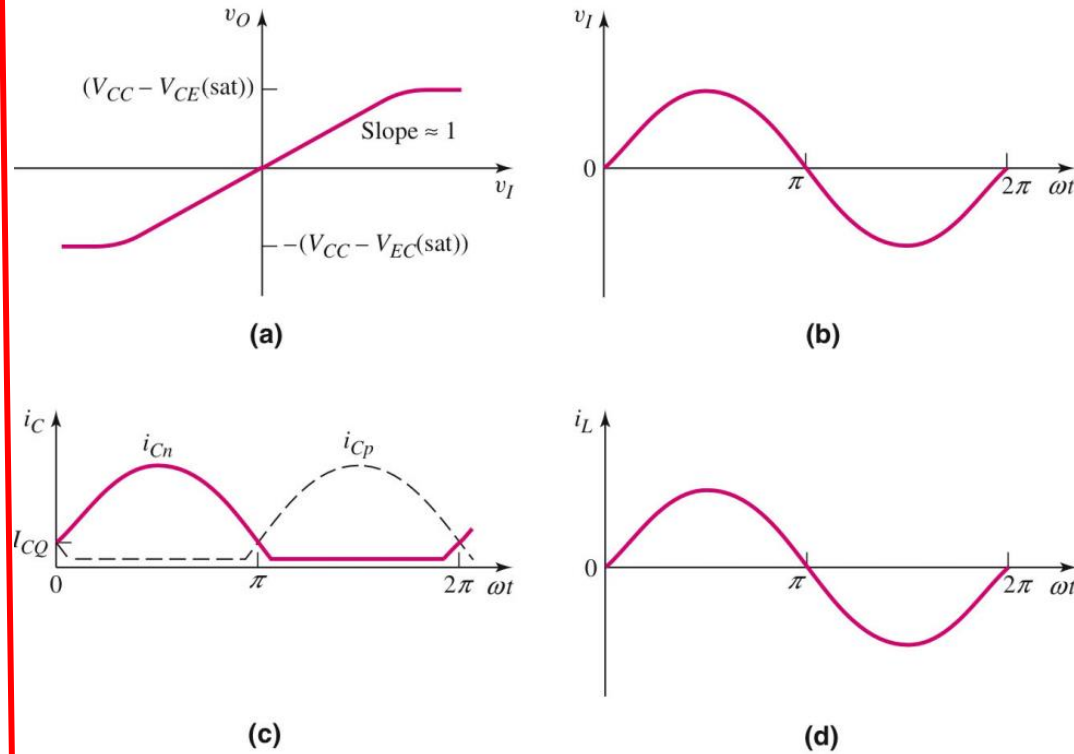 v_O
(V_CC – V_CE(sat))
Slope ≈ 1
v_I
–(V_CC – V_EC(sat))
(a)
v_I
0
π
2π ωt
(b)
i_C
i_Cn
i_Cp
I_CQ
0
π
2π ωt
(c)
i_L
0
π
2π ωt
(d)